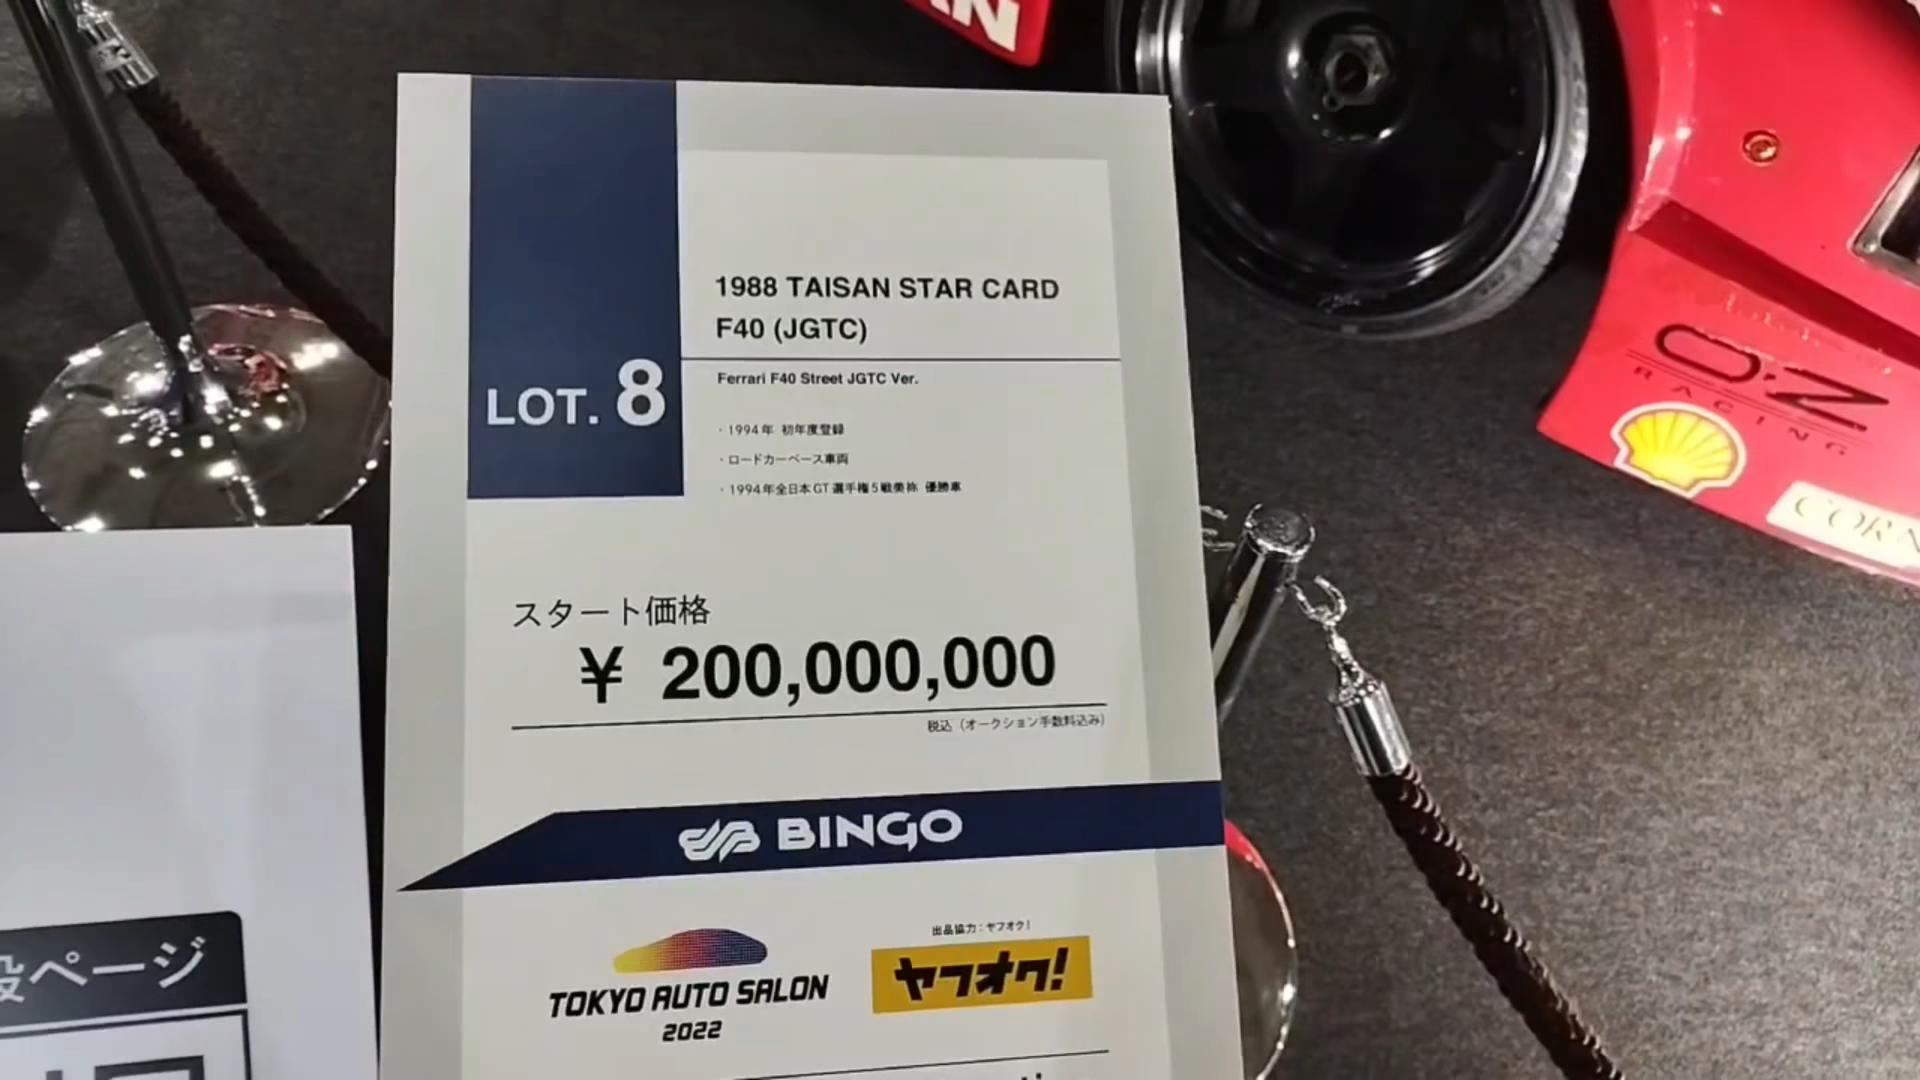 1988 TAISAN STAR CARD
F40 (JGTC)
LOT. 8
Ferrari F40 Street JGTC Ver.
・1994年 初年度登録
・ロードカーベース車両
・1994年全日本GT選手権5戦美祢 優勝車
スタート価格
¥ 200,000,000
税込(オークション手数料込み)
BINGO
出品協力：ヤフオク!
ヤフオク!
TOKYO AUTO SALON
2022
ページ
O·Z
RACING